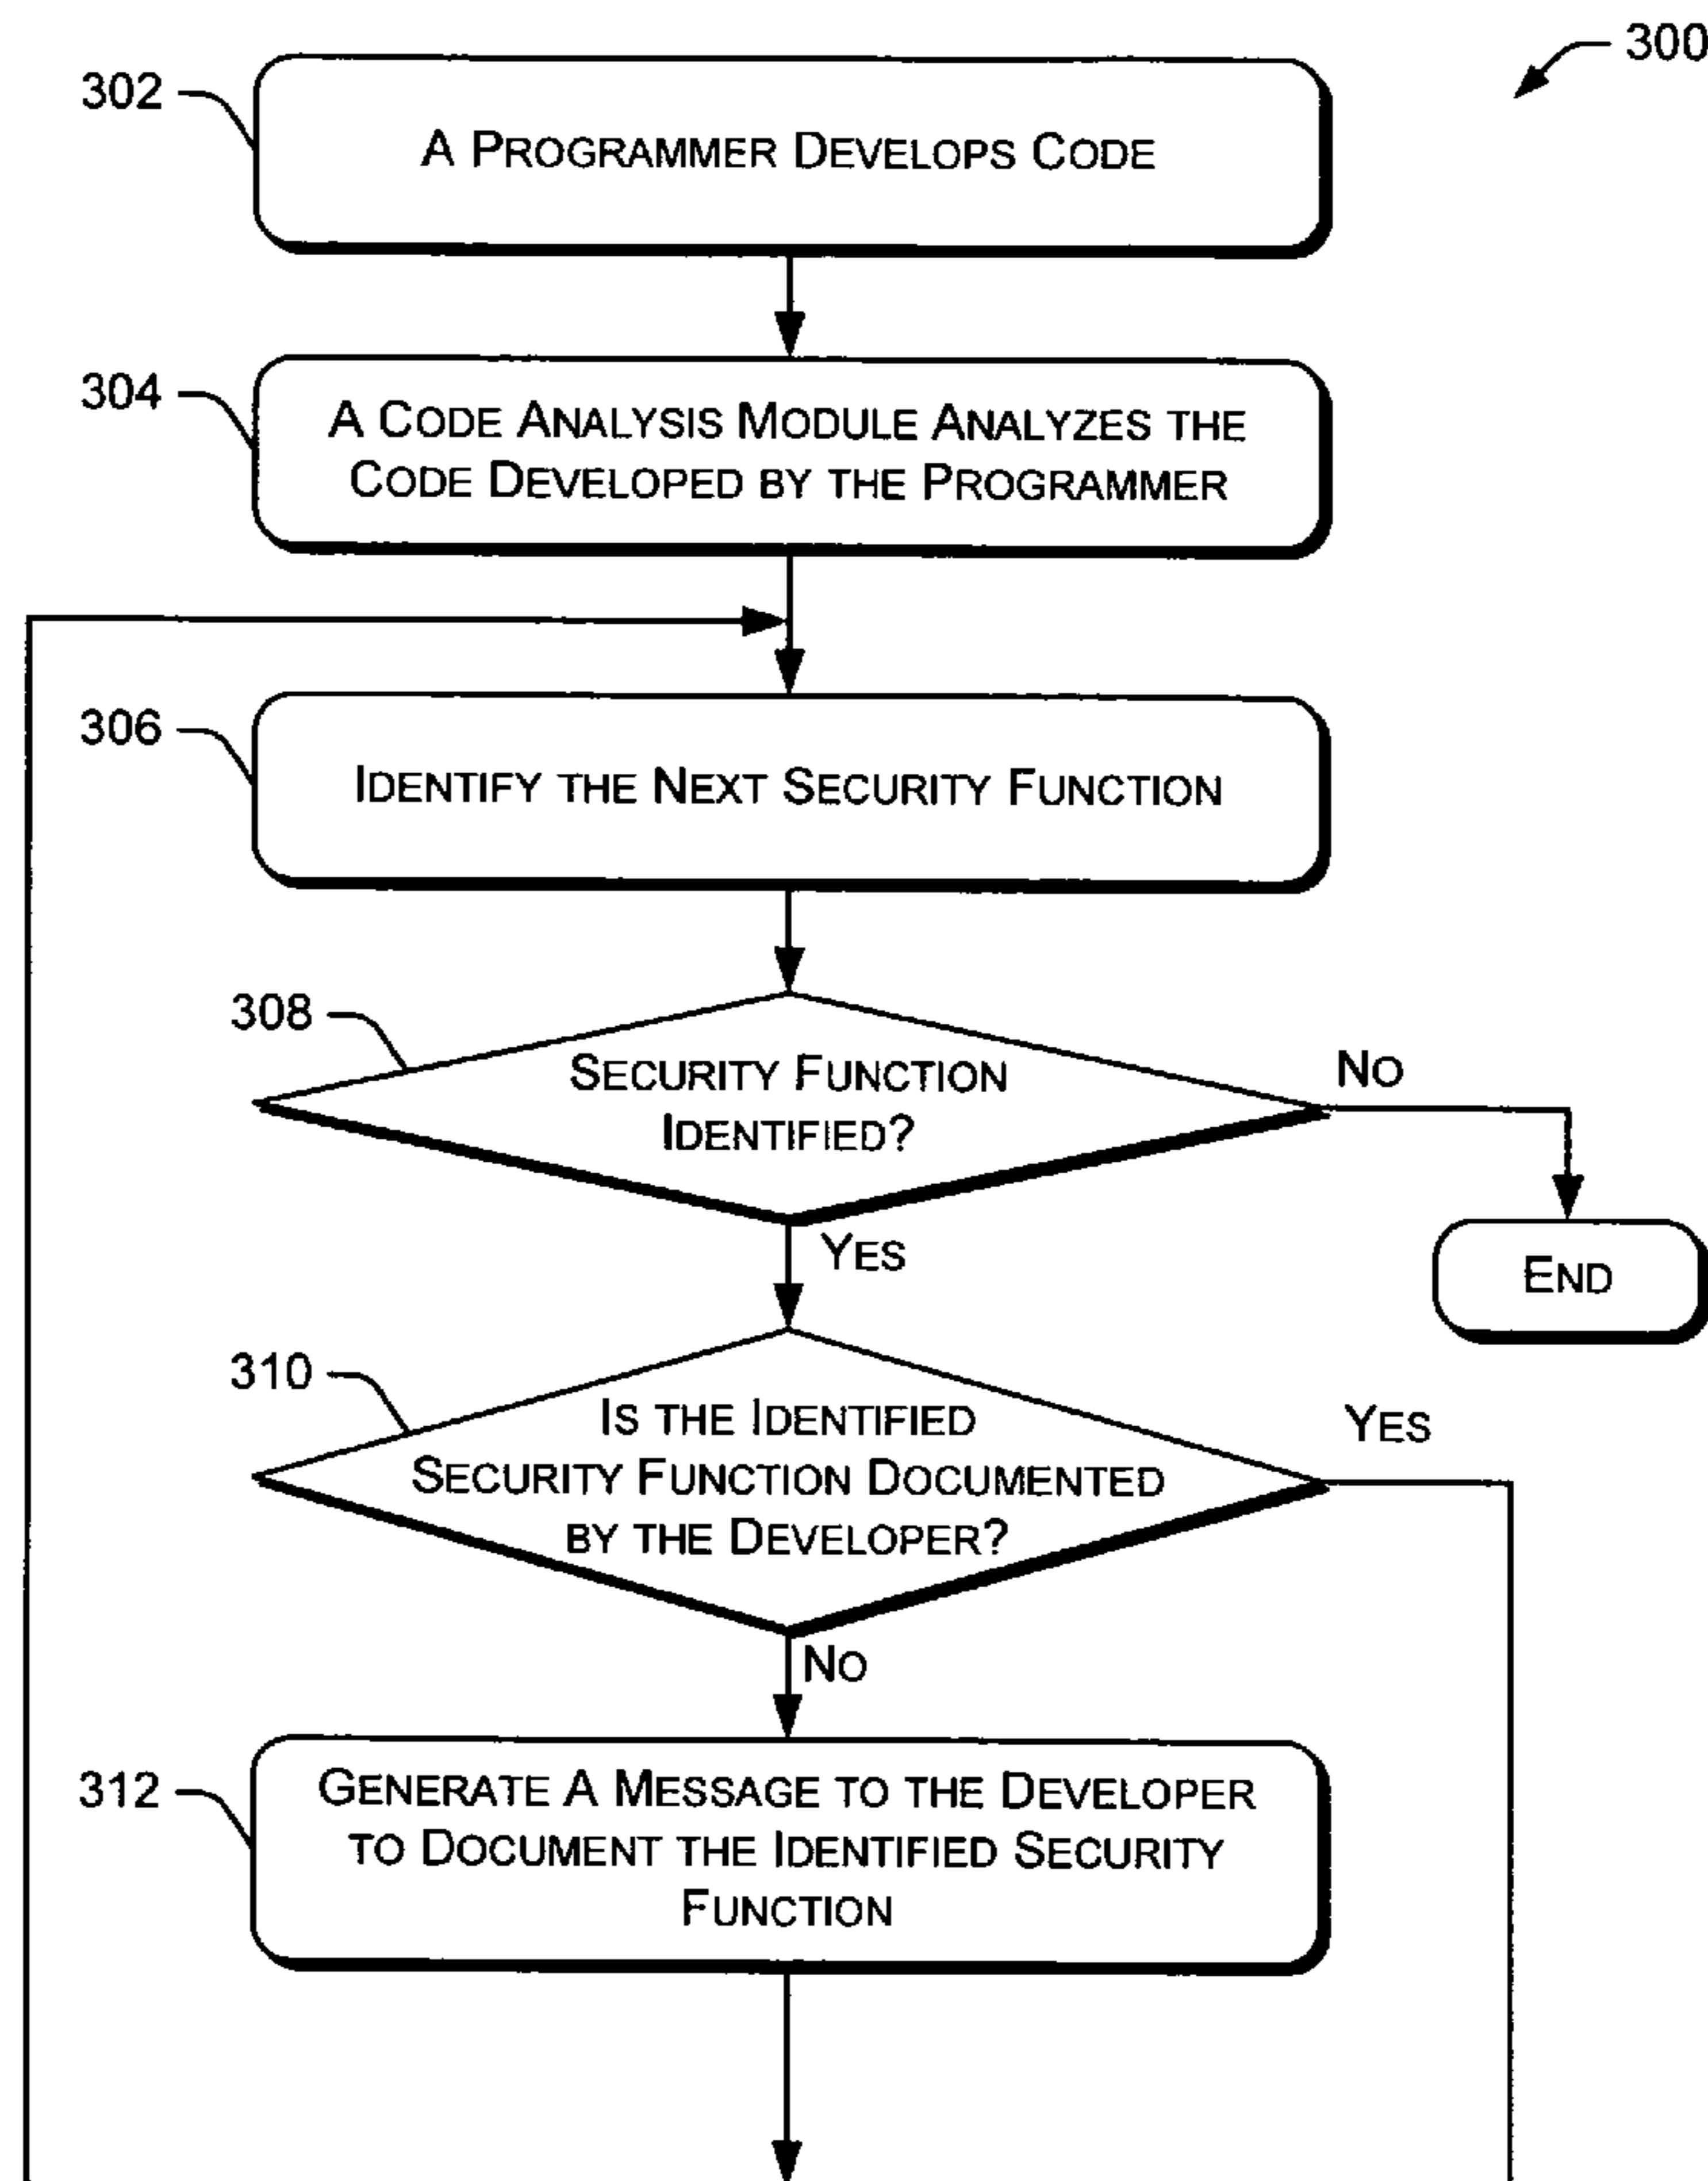 300
302
A PROGRAMMER DEVELOPS CODE
304
A CODE ANALYSIS MODULE ANALYZES THE
CODE DEVELOPED BY THE PROGRAMMER
306
IDENTIFY THE NEXT SECURITY FUNCTION
308
SECURITY FUNCTION
IDENTIFIED?
NO
YES
END
310
IS THE IDENTIFIED
SECURITY FUNCTION DOCUMENTED
BY THE DEVELOPER?
YES
NO
312
GENERATE A MESSAGE TO THE DEVELOPER
TO DOCUMENT THE IDENTIFIED SECURITY
FUNCTION